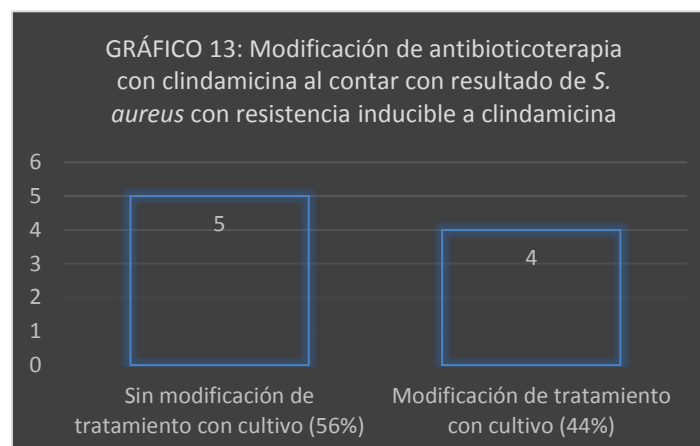 GRÁFICO 13: Modificación de antibioticoterapia
con clindamicina al contar con resultado de S.
aureus con resistencia inducible a clindamicina
6
5
4
3
2
1
0
5
4
Sin modificación de
tratamiento con cultivo (56%)
Modificación de tratamiento
con cultivo (44%)